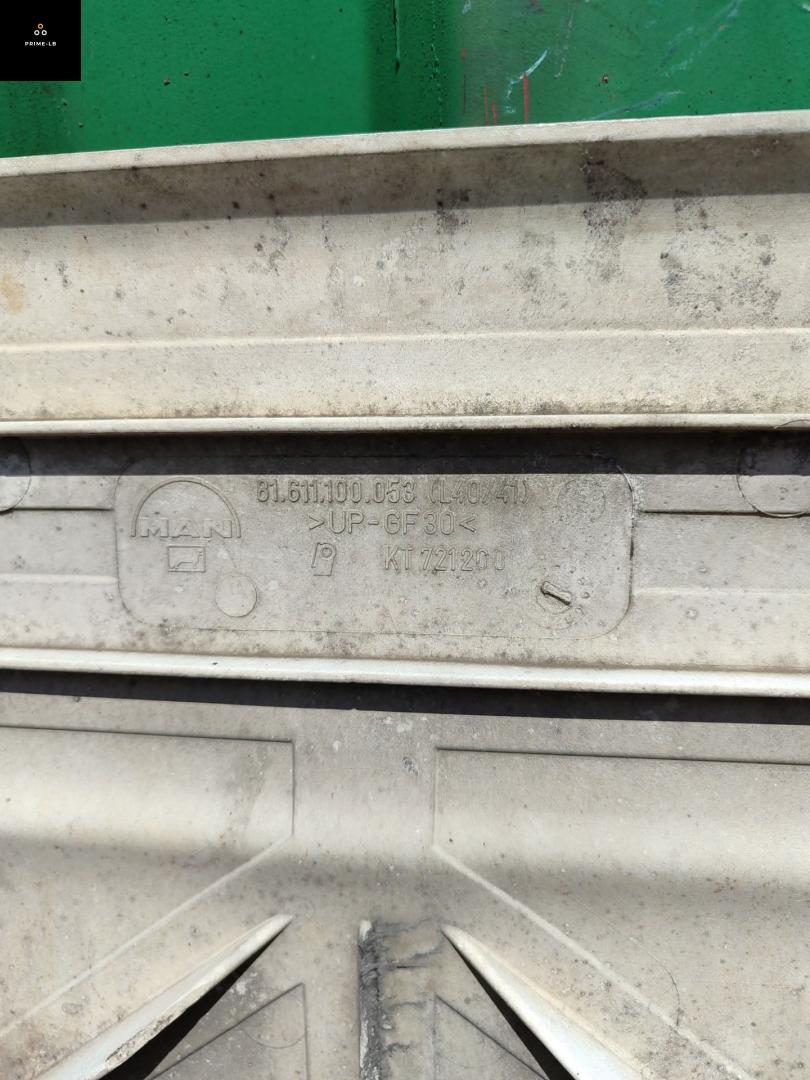 PRIME-LB
81.611.100.053 (L40/41)
MAN
>UP-GF30<
KT 721200